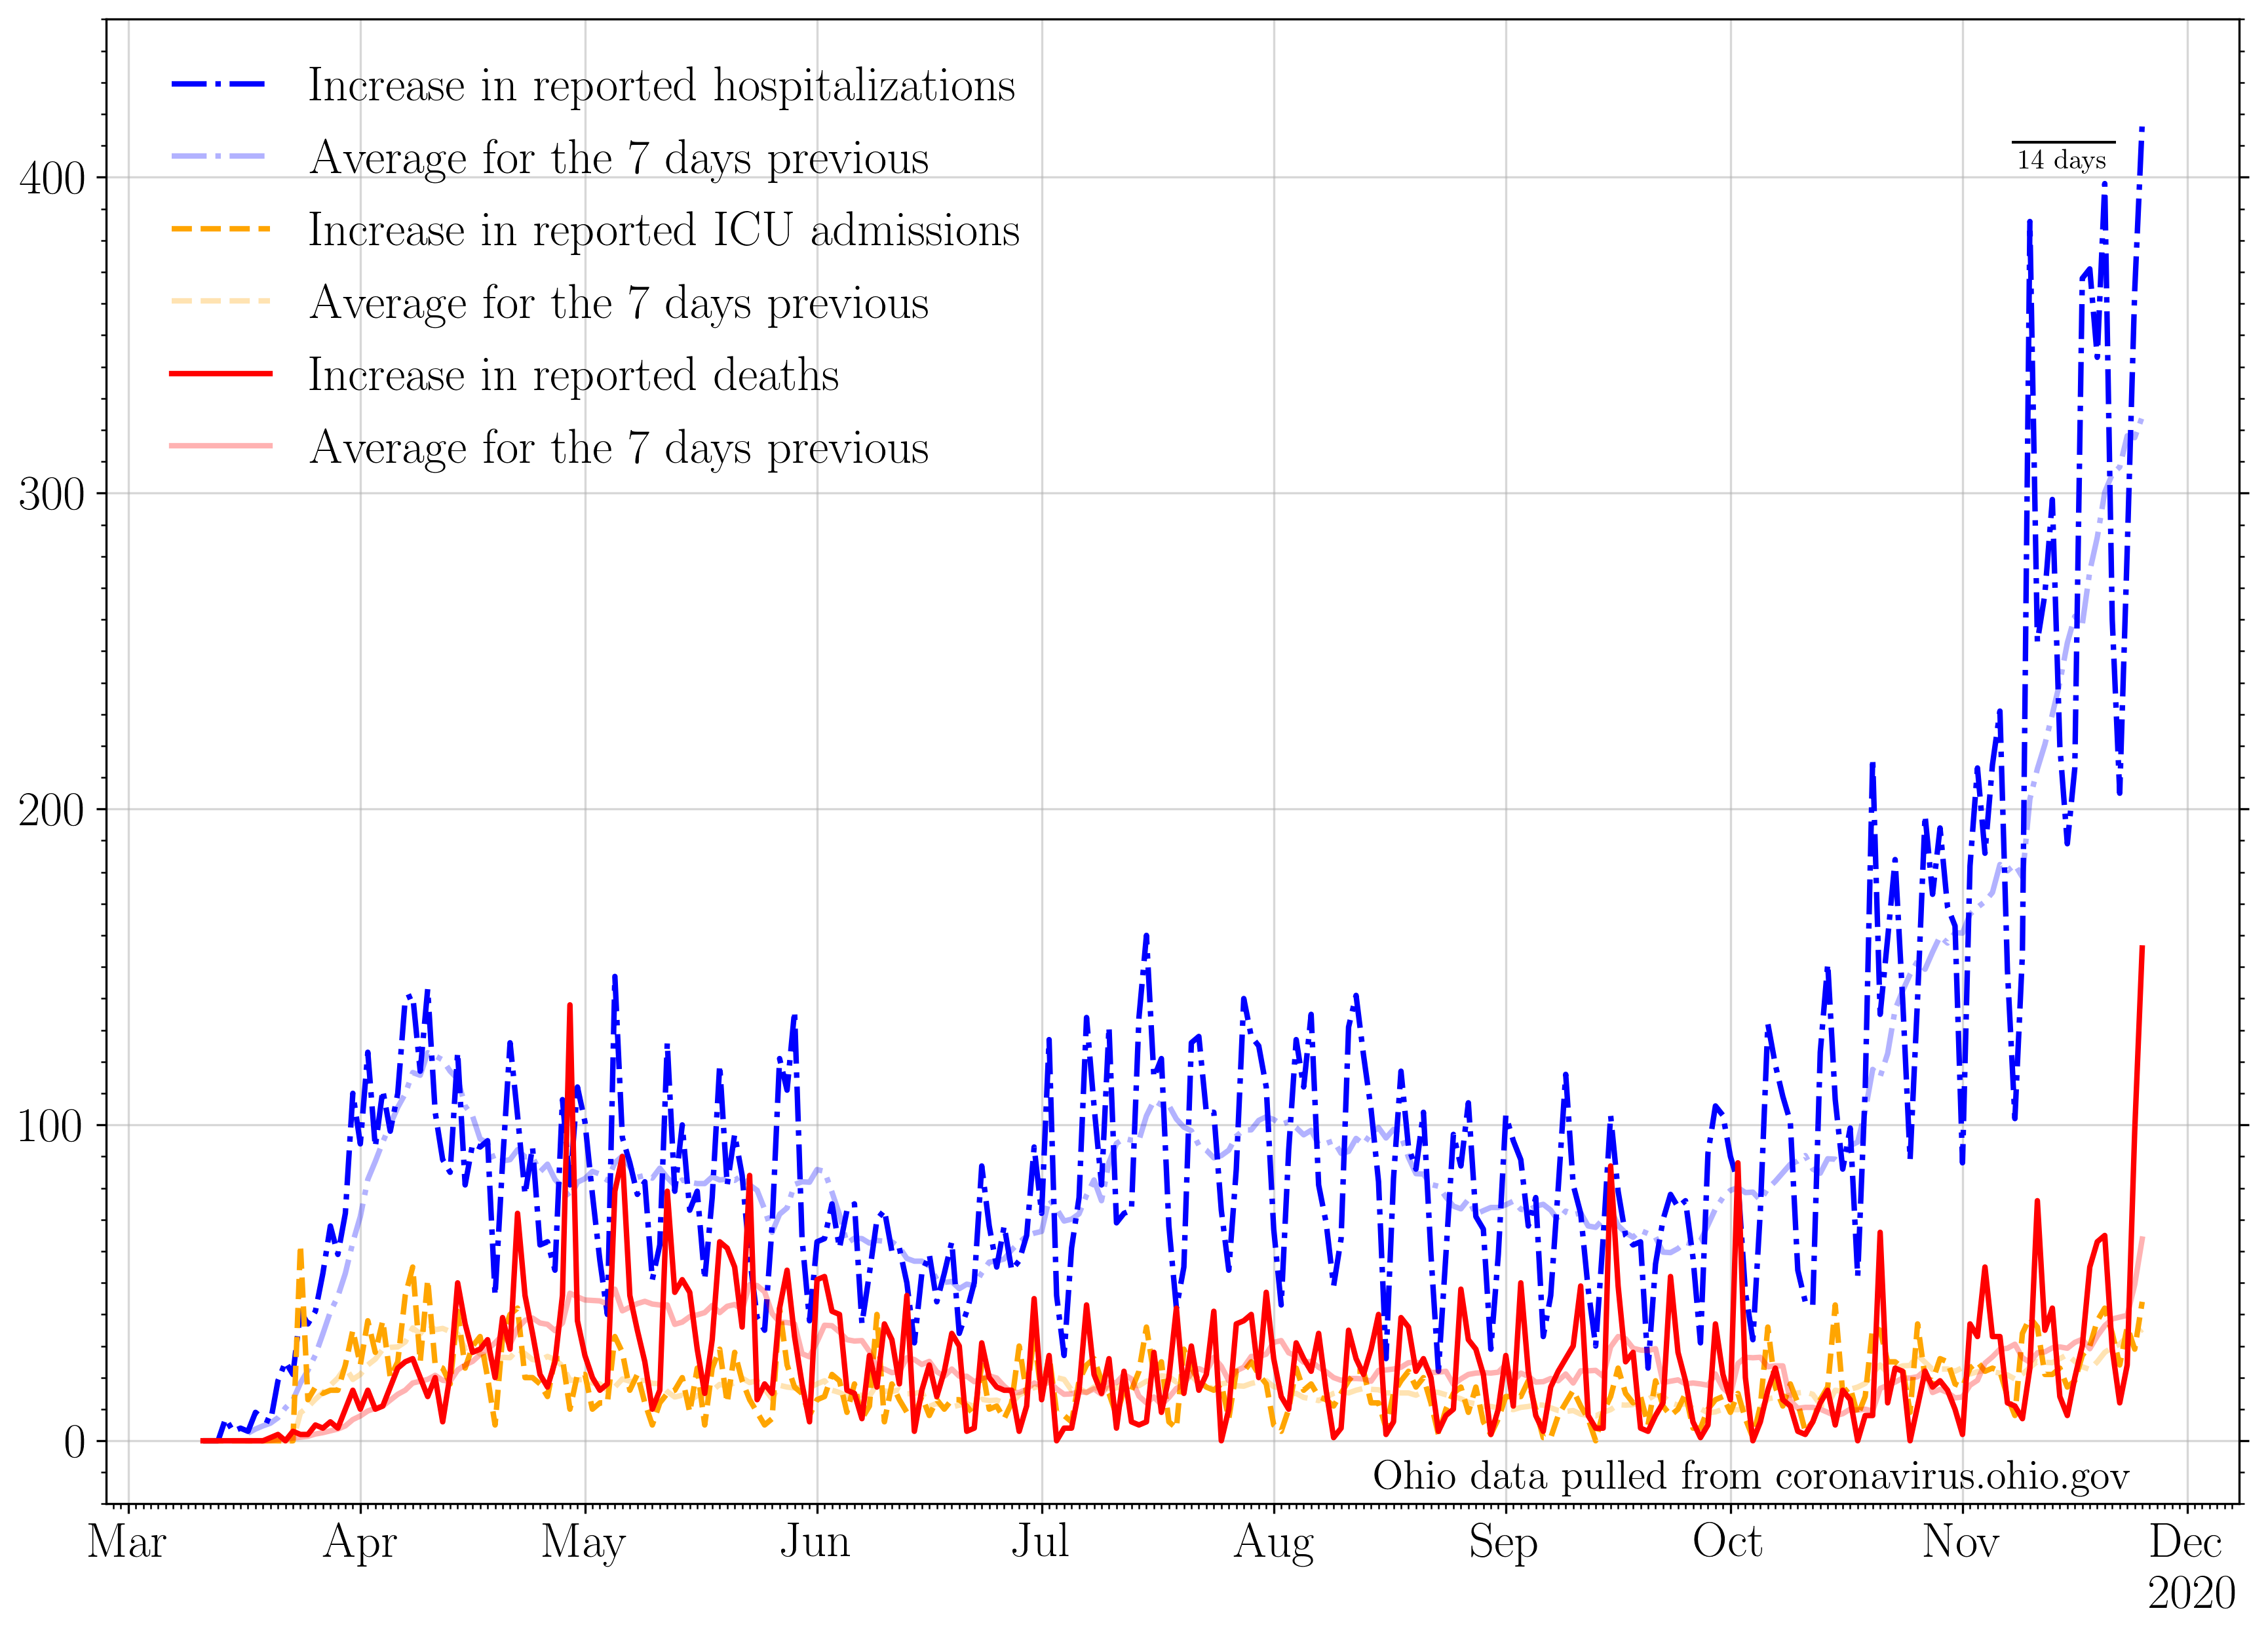 Increase in reported hospitalizations
Average for the 7 days previous
Increase in reported ICU admissions
Average for the 7 days previous
Increase in reported deaths
Average for the 7 days previous
14 days
400
300
200
100
0
Ohio data pulled from coronavirus.ohio.gov
Mar Apr May Jun Jul Aug Sep Oct Nov Dec
2020